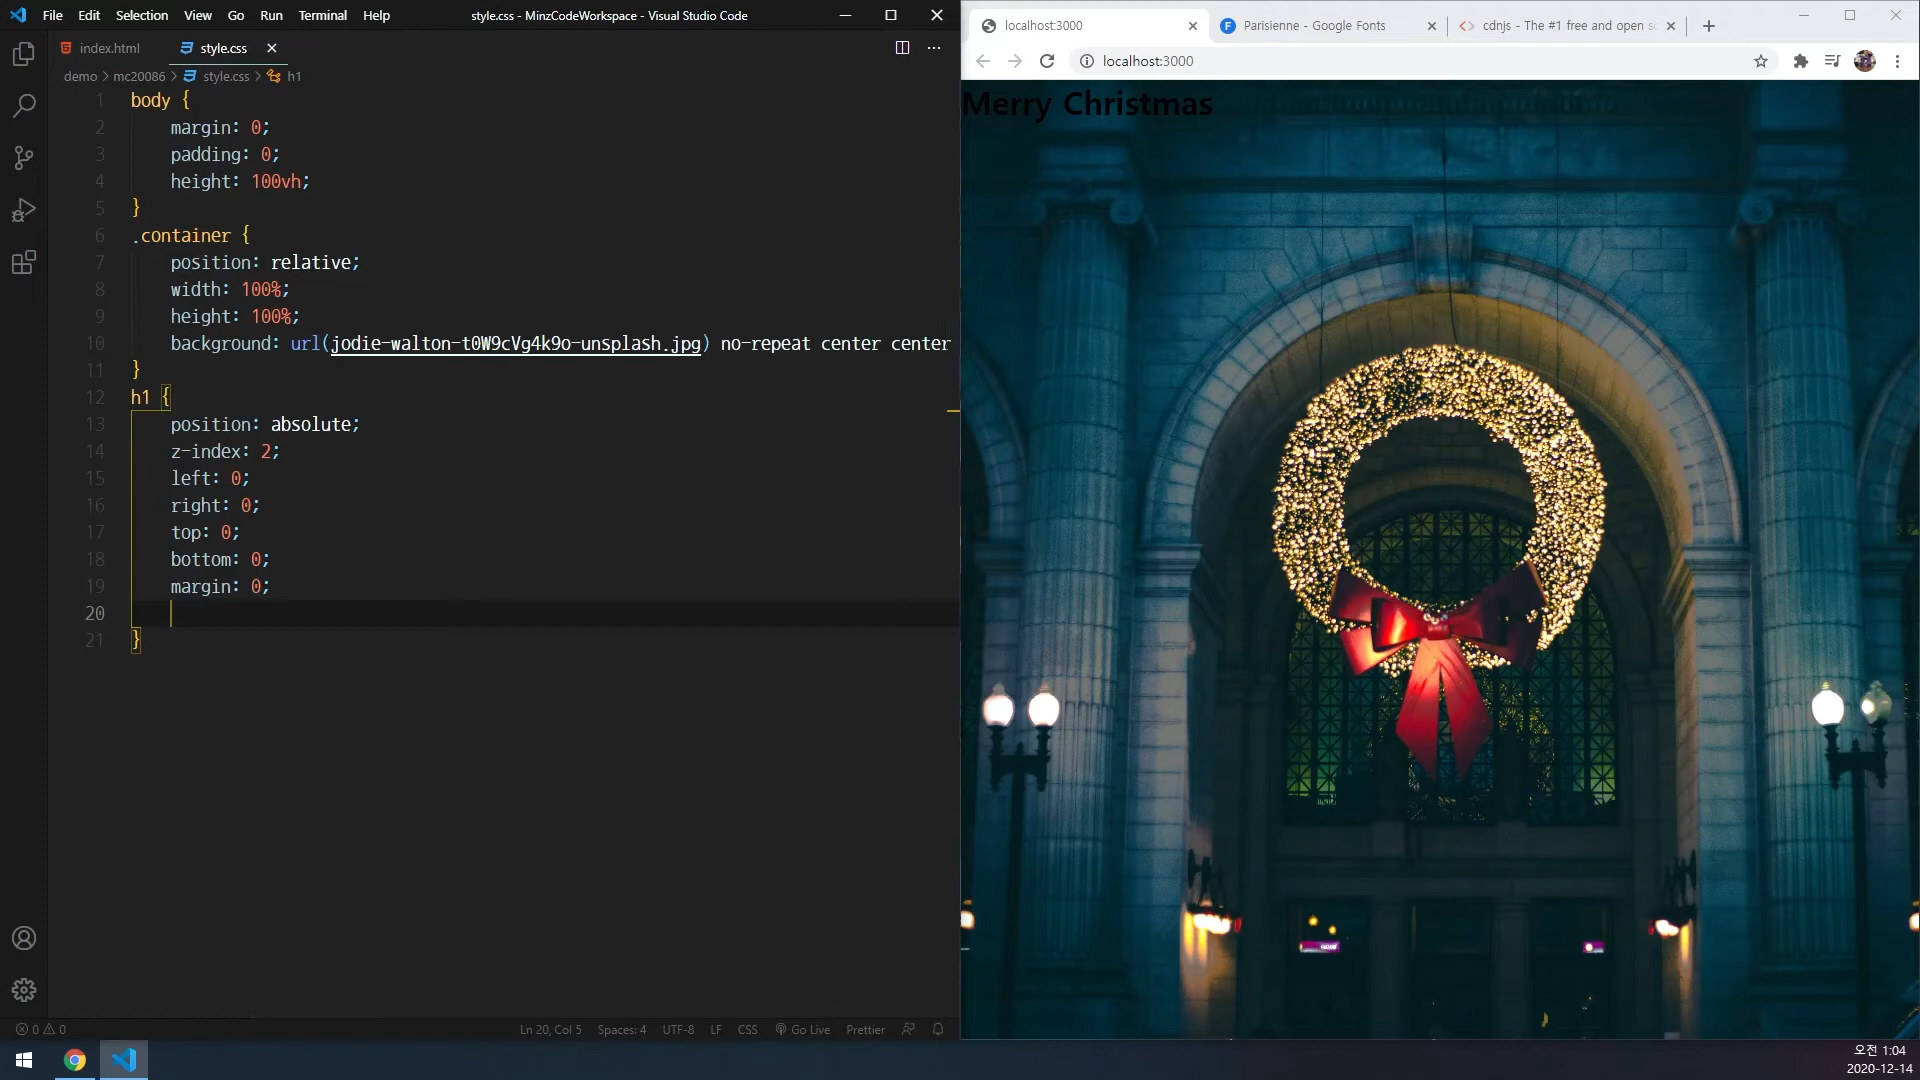 File Edit Selection View Go Run Terminal Help
style.css - MinzCodeWorkspace - Visual Studio Code
index.html
style.css
demo > mc20086 > style.css > h1
1 body {
2 margin: 0;
3 padding: 0;
4 height: 100vh;
5 }
6 .container {
7 position: relative;
8 width: 100%;
9 height: 100%;
10 background: url(jodie-walton-t0W9cVg4k9o-unsplash.jpg) no-repeat center center
11 }
12 h1 {
13 position: absolute;
14 z-index: 2;
15 left: 0;
16 right: 0;
17 top: 0;
18 bottom: 0;
19 margin: 0;
20
21 }
0 0
Ln 20, Col 5 Spaces: 4 UTF-8 LF CSS Go Live Prettier
localhost:3000
Parisienne - Google Fonts
cdnjs - The #1 free and open
localhost:3000
Merry Christmas
오전 1:04
2020-12-14